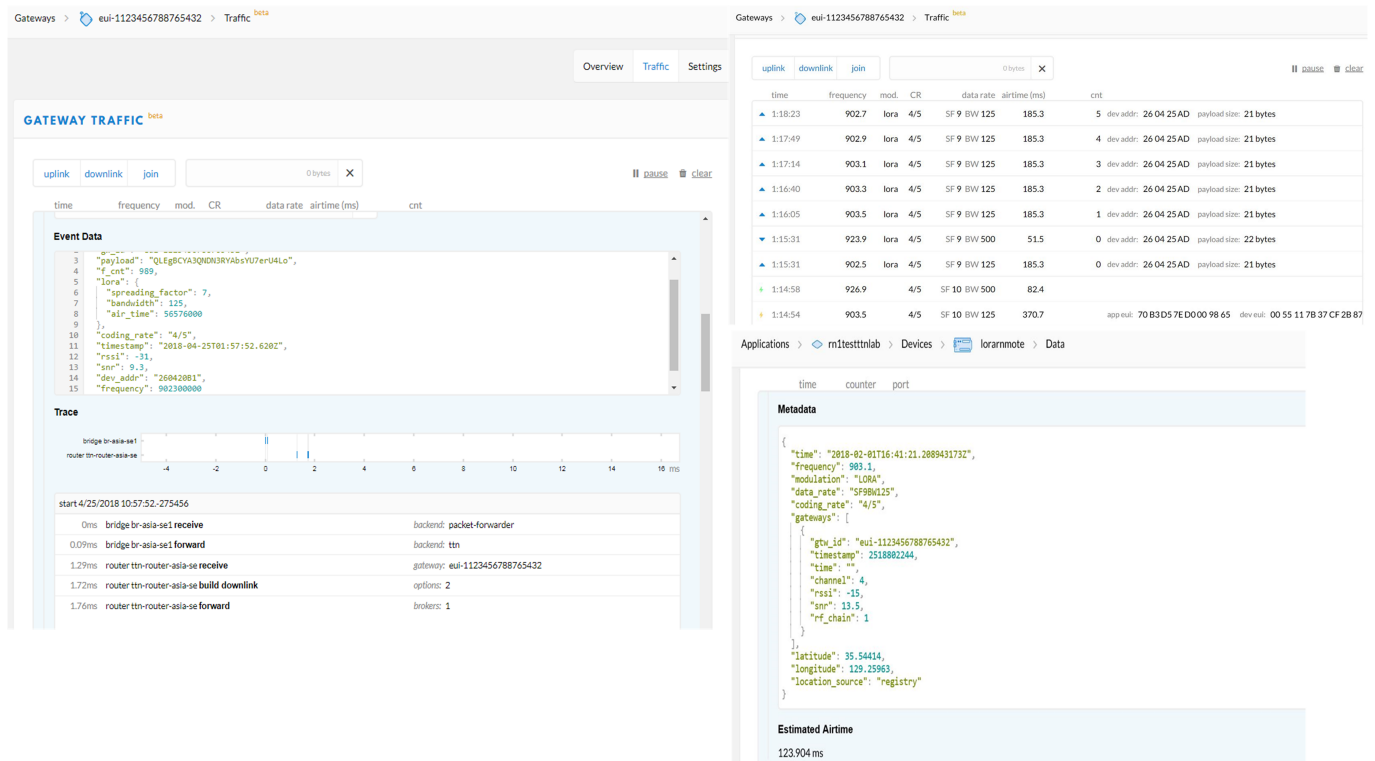 Gateways > eui-1123456788765432 > Traffic beta
Overview Traffic Settings
GATEWAY TRAFFIC beta
uplink downlink join 0 bytes X pause clear
time frequency mod. CR data rate airtime (ms) cnt
Event Data
3 "payload": "QLEgBCYA3QNDN3RYAbsYU7erU4Lo",
4 "f_cnt": 989,
5 "lora": {
6 "spreading_factor": 7,
7 "bandwidth": 125,
8 "air_time": 56576000
9 },
10 "coding_rate": "4/5",
11 "timestamp": "2018-04-25T01:57:52.620Z",
12 "rssi": -31,
13 "snr": 9.3,
14 "dev_addr": "260420B1",
15 "frequency": 902300000
Trace
bridge br-asia-se1
router ttn-router-asia-se
-4 -2 0 2 4 6 8 10 12 14 16 ms
start 4/25/2018 10:57:52.-275456
0ms bridge br-asia-se1 receive backend: packet-forwarder
0.09ms bridge br-asia-se1 forward backend: ttn
1.29ms router ttn-router-asia-se receive gateway: eui-1123456788765432
1.72ms router ttn-router-asia-se build downlink options: 2
1.76ms router ttn-router-asia-se forward brokers: 1
Gateways > eui-1123456788765432 > Traffic beta
uplink downlink join 0 bytes X pause clear
time frequency mod. CR data rate airtime (ms) cnt
1:18:23 902.7 lora 4/5 SF 9 BW 125 185.3 5 dev addr: 26 04 25 AD payload size: 21 bytes
1:17:49 902.9 lora 4/5 SF 9 BW 125 185.3 4 dev addr: 26 04 25 AD payload size: 21 bytes
1:17:14 903.1 lora 4/5 SF 9 BW 125 185.3 3 dev addr: 26 04 25 AD payload size: 21 bytes
1:16:40 903.3 lora 4/5 SF 9 BW 125 185.3 2 dev addr: 26 04 25 AD payload size: 21 bytes
1:16:05 903.5 lora 4/5 SF 9 BW 125 185.3 1 dev addr: 26 04 25 AD payload size: 21 bytes
1:15:31 923.9 lora 4/5 SF 9 BW 500 51.5 0 dev addr: 26 04 25 AD payload size: 22 bytes
1:15:31 902.5 lora 4/5 SF 9 BW 125 185.3 0 dev addr: 26 04 25 AD payload size: 21 bytes
1:14:58 926.9 4/5 SF 10 BW 500 82.4
1:14:54 903.5 4/5 SF 10 BW 125 370.7 app eui: 70 B3 D5 7E D0 00 98 65 dev eui: 00 55 11 7B 37 CF 2B 87
Applications > rn1testttnlab > Devices > lorarnmote > Data
time counter port
Metadata
{
"time": "2018-02-01T16:41:21.208943173Z",
"frequency": 903.1,
"modulation": "LORA",
"data_rate": "SF9BW125",
"coding_rate": "4/5",
"gateways": [
{
"gtw_id": "eui-1123456788765432",
"timestamp": 2518802244,
"time": "",
"channel": 4,
"rssi": -15,
"snr": 13.5,
"rf_chain": 1
}
],
"latitude": 35.54414,
"longitude": 129.25963,
"location_source": "registry"
}
Estimated Airtime
123.904 ms